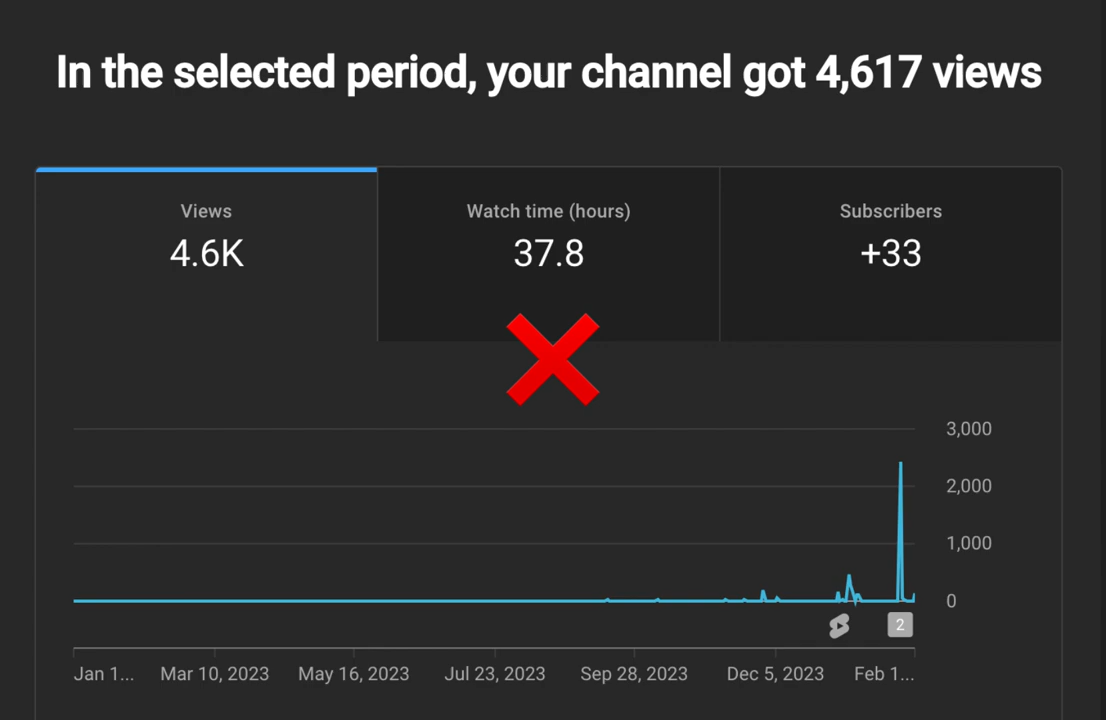 In the selected period, your channel got 4,617 views
Views
Watch time (hours)
Subscribers
4.6K
37.8
+33
3,000
2,000
1,000
0
2
Jan 1...
Mar 10, 2023
May 16, 2023
Jul 23, 2023
Sep 28, 2023
Dec 5, 2023
Feb 1...